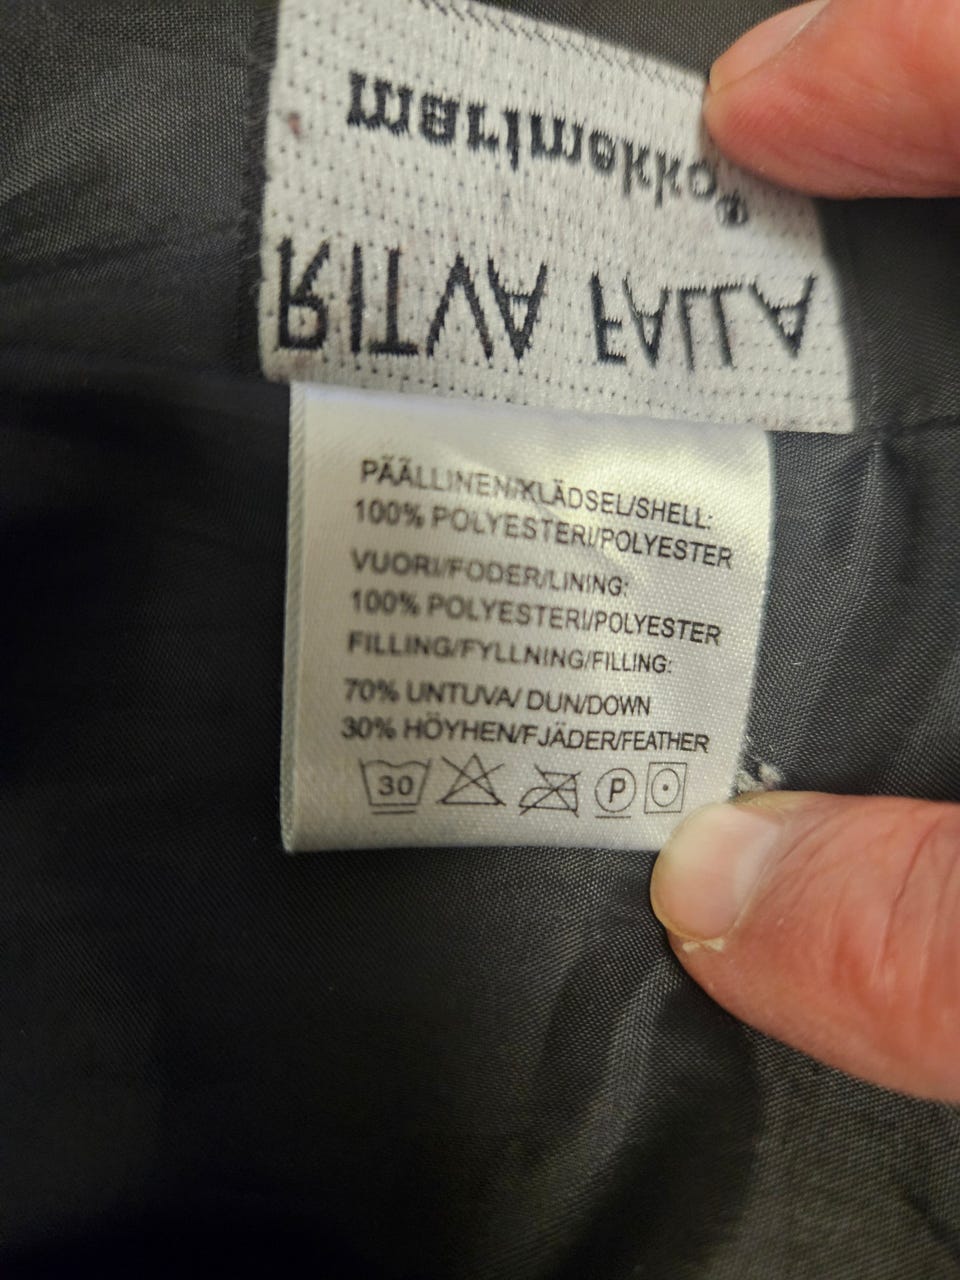 marimekko®
RITVA FALLA
PÄÄLLINEN/KLÄDSEL/SHELL:
100% POLYESTERI/POLYESTER
VUORI/FODER/LINING:
100% POLYESTERI/POLYESTER
FILLING/FYLLNING/FILLING:
70% UNTUVA/ DUN/DOWN
30% HÖYHEN/FJÄDER/FEATHER
30 P